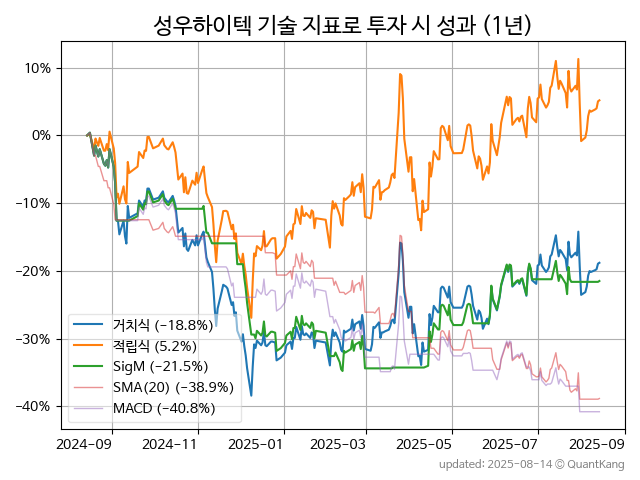 성우하이텍 기술 지표로 투자 시 성과 (1년)
10%
0%
−10%
−20%
−30%
−40%
거치식 (−18.8%)
적립식 (5.2%)
SigM (−21.5%)
SMA(20) (−38.9%)
MACD (−40.8%)
2024-09 2024-11 2025-01 2025-03 2025-05 2025-07 2025-09
updated: 2025-08-14 © QuantKang